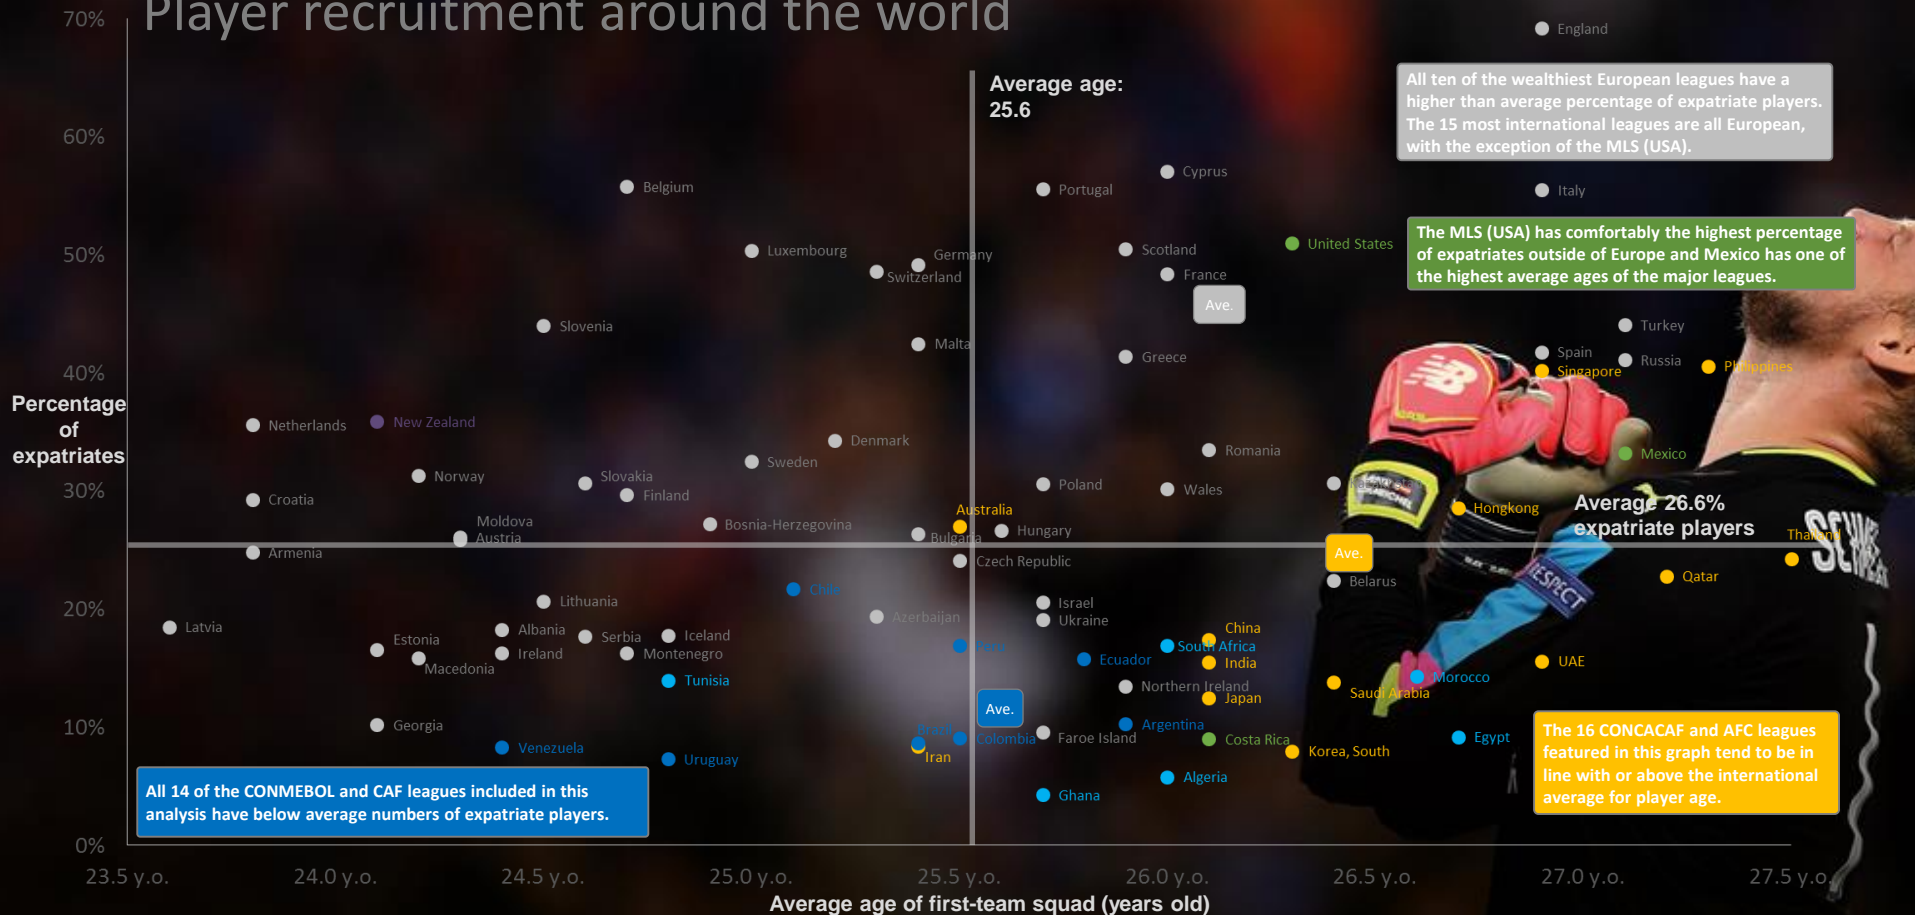 Player recruitment around the world
70%
60%
50%
40%
30%
20%
10%
0%
Percentage
of
expatriates
23.5 y.o.
24.0 y.o.
24.5 y.o.
25.0 y.o.
25.5 y.o.
26.0 y.o.
26.5 y.o.
27.0 y.o.
27.5 y.o.
Average age of first-team squad (years old)
Average age:
25.6
England
All ten of the wealthiest European leagues have a
higher than average percentage of expatriate players.
The 15 most international leagues are all European,
with the exception of the MLS (USA).
Belgium
Portugal
Cyprus
Italy
Luxembourg
Germany
Switzerland
Scotland
France
United States
The MLS (USA) has comfortably the highest percentage
of expatriates outside of Europe and Mexico has one of
the highest average ages of the major leagues.
Ave.
Slovenia
Malta
Greece
Turkey
Spain
Russia
Singapore
Philippines
Netherlands
New Zealand
Denmark
Romania
Mexico
Norway
Sweden
Slovakia
Finland
Poland
Wales
Croatia
Australia
Hongkong
Average 26.6%
expatriate players
Moldova
Austria
Bosnia-Herzegovina
Bulgaria
Hungary
Thailand
Armenia
Czech Republic
Ave.
Belarus
Qatar
RESPECT
Chile
Lithuania
Azerbaijan
Israel
Ukraine
Latvia
Albania
Serbia
Iceland
China
Estonia
Ireland
Montenegro
Peru
South Africa
Macedonia
Ecuador
India
UAE
Tunisia
Northern Ireland
Japan
Saudi Arabia
Morocco
Ave.
Georgia
Faroe Island
Argentina
Brazil
Colombia
Costa Rica
Egypt
Venezuela
Uruguay
Iran
Korea, South
Algeria
Ghana
All 14 of the CONMEBOL and CAF leagues included in this
analysis have below average numbers of expatriate players.
The 16 CONCACAF and AFC leagues
featured in this graph tend to be in
line with or above the international
average for player age.